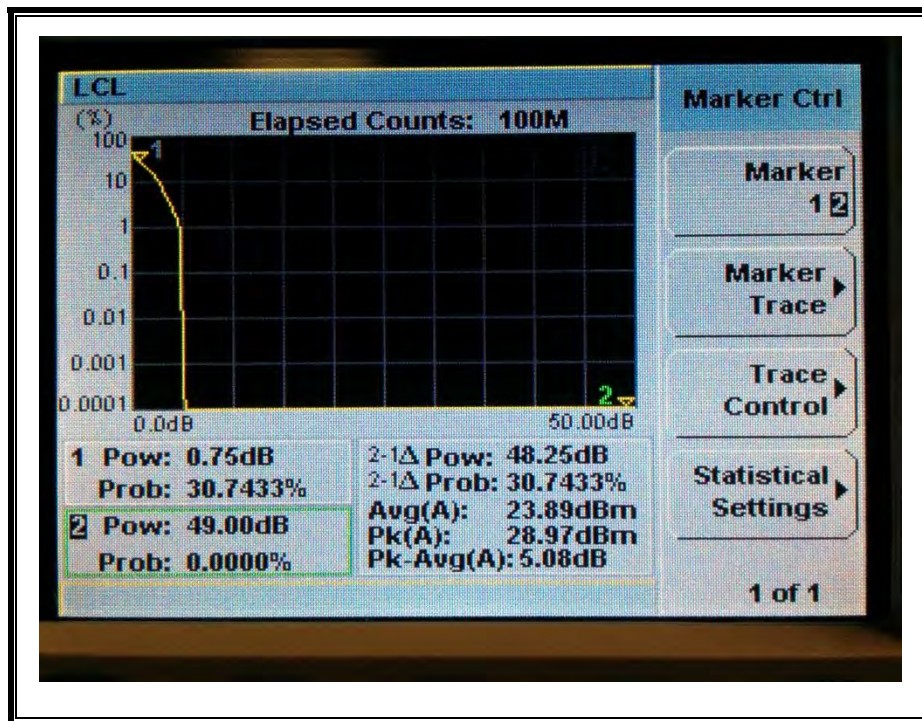 LCL
(%)
Elapsed Counts: 100M
100
1
10
1
0.1
0.01
0.001
0.0001
2
0.0dB
50.00dB
1 Pow: 0.75dB
Prob: 30.7433%
2 Pow: 49.00dB
Prob: 0.0000%
2-1Δ Pow: 48.25dB
2-1Δ Prob: 30.7433%
Avg(A): 23.89dBm
Pk(A): 28.97dBm
Pk-Avg(A): 5.08dB
Marker Ctrl
Marker
1 2
Marker
Trace
Trace
Control
Statistical
Settings
1 of 1